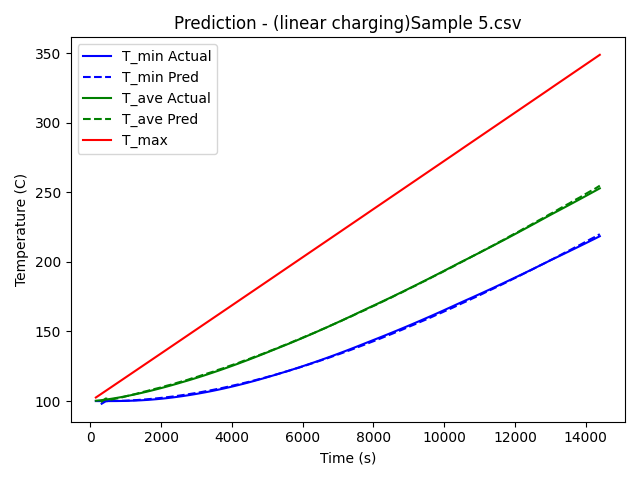 Prediction - (linear charging)Sample 5.csv
T_min Actual
T_min Pred
T_ave Actual
T_ave Pred
T_max
Temperature (C)
350
300
250
200
150
100
0 2000 4000 6000 8000 10000 12000 14000
Time (s)